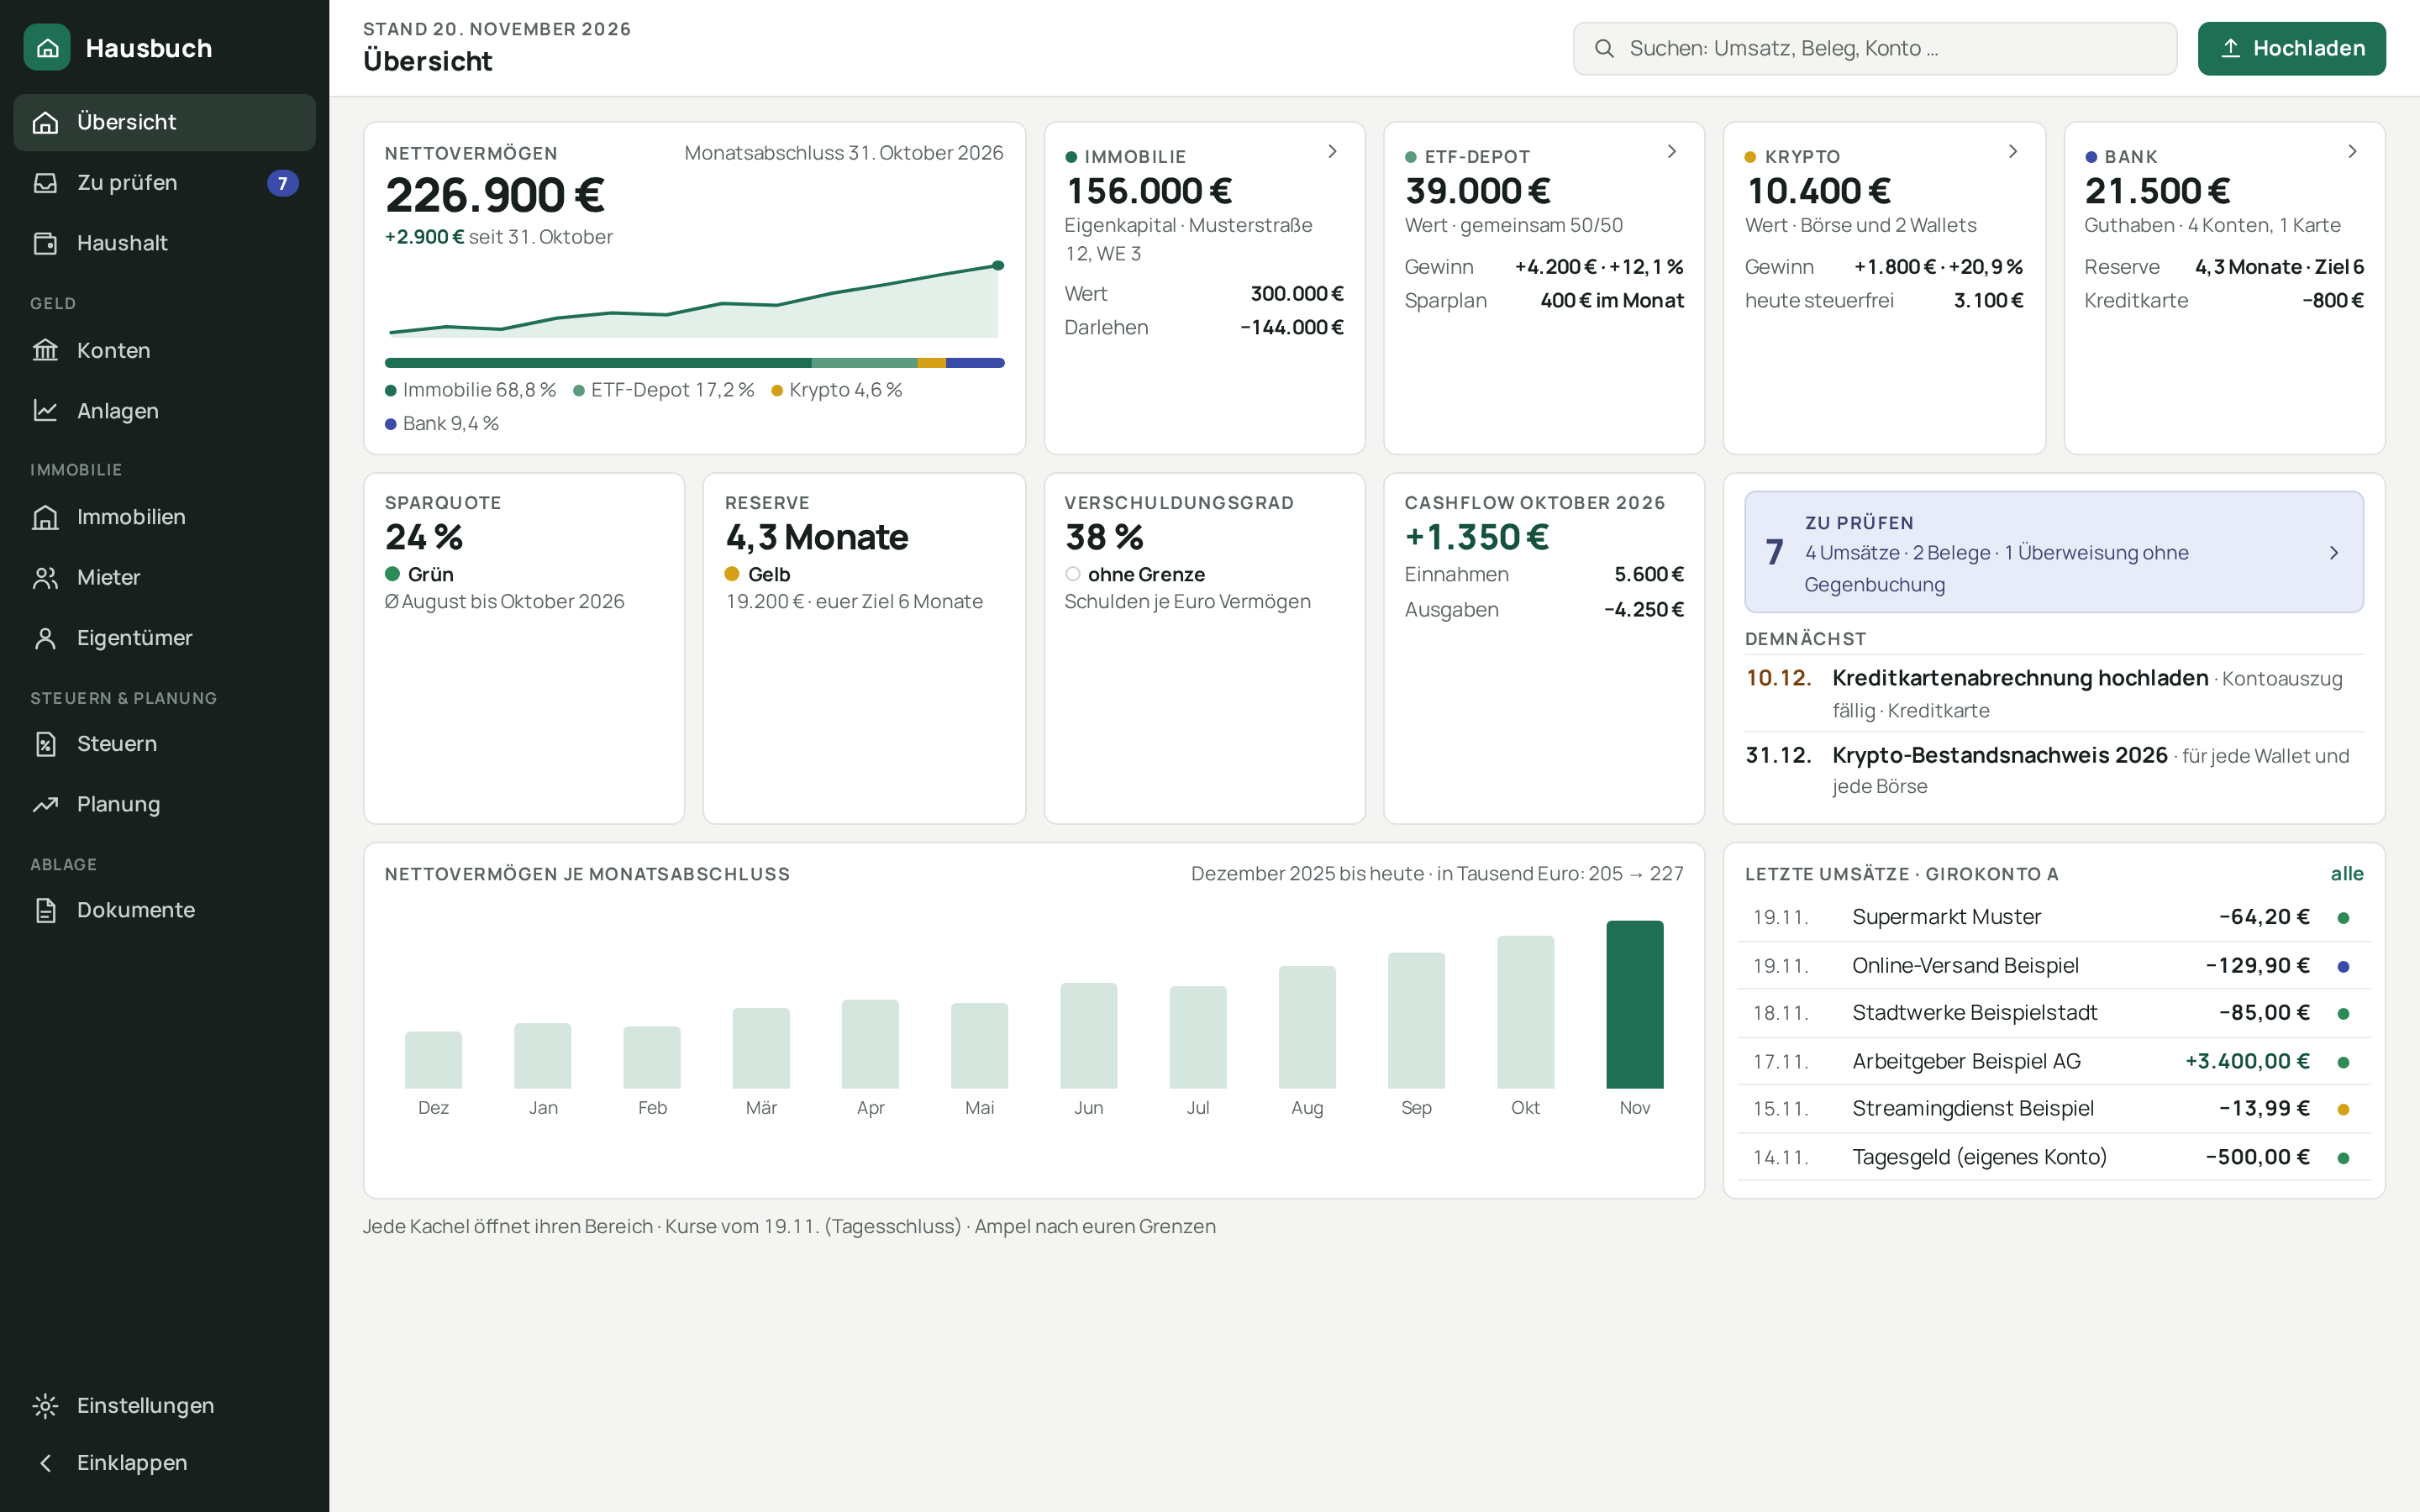 Hausbuch
Übersicht
Zu prüfen 7
Haushalt
GELD
Konten
Anlagen
IMMOBILIE
Immobilien
Mieter
Eigentümer
STEUERN & PLANUNG
Steuern
Planung
ABLAGE
Dokumente
Einstellungen
Einklappen
STAND 20. NOVEMBER 2026
Übersicht
Suchen: Umsatz, Beleg, Konto …
Hochladen
NETTOVERMÖGEN Monatsabschluss 31. Oktober 2026
226.900 €
+2.900 € seit 31. Oktober
Immobilie 68,8 % ETF-Depot 17,2 % Krypto 4,6 %
Bank 9,4 %
IMMOBILIE
156.000 €
Eigenkapital · Musterstraße
12, WE 3
Wert 300.000 €
Darlehen −144.000 €
ETF-DEPOT
39.000 €
Wert · gemeinsam 50/50
Gewinn +4.200 € · +12,1 %
Sparplan 400 € im Monat
KRYPTO
10.400 €
Wert · Börse und 2 Wallets
Gewinn +1.800 € · +20,9 %
heute steuerfrei 3.100 €
BANK
21.500 €
Guthaben · 4 Konten, 1 Karte
Reserve 4,3 Monate · Ziel 6
Kreditkarte −800 €
SPARQUOTE
24 %
Grün
Ø August bis Oktober 2026
RESERVE
4,3 Monate
Gelb
19.200 € · euer Ziel 6 Monate
VERSCHULDUNGSGRAD
38 %
ohne Grenze
Schulden je Euro Vermögen
CASHFLOW OKTOBER 2026
+1.350 €
Einnahmen 5.600 €
Ausgaben −4.250 €
7
ZU PRÜFEN
4 Umsätze · 2 Belege · 1 Überweisung ohne
Gegenbuchung
DEMNÄCHST
10.12. Kreditkartenabrechnung hochladen · Kontoauszug
fällig · Kreditkarte
31.12. Krypto-Bestandsnachweis 2026 · für jede Wallet und
jede Börse
NETTOVERMÖGEN JE MONATSABSCHLUSS Dezember 2025 bis heute · in Tausend Euro: 205 → 227
Dez Jan Feb Mär Apr Mai Jun Jul Aug Sep Okt Nov
LETZTE UMSÄTZE · GIROKONTO A alle
19.11. Supermarkt Muster −64,20 €
19.11. Online-Versand Beispiel −129,90 €
18.11. Stadtwerke Beispielstadt −85,00 €
17.11. Arbeitgeber Beispiel AG +3.400,00 €
15.11. Streamingdienst Beispiel −13,99 €
14.11. Tagesgeld (eigenes Konto) −500,00 €
Jede Kachel öffnet ihren Bereich · Kurse vom 19.11. (Tagesschluss) · Ampel nach euren Grenzen